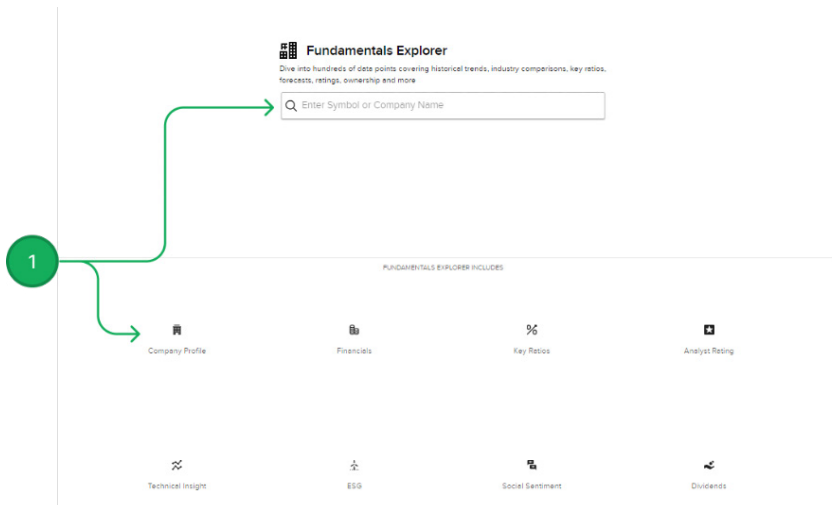 Fundamentals Explorer
Dive into hundreds of data points covering historical trends, industry comparisons, key ratios,
forecasts, ratings, ownership and more
Enter Symbol or Company Name
1
FUNDAMENTALS EXPLORER INCLUDES
Company Profile
Financials
Key Ratios
Analyst Rating
Technical Insight
ESG
Social Sentiment
Dividends